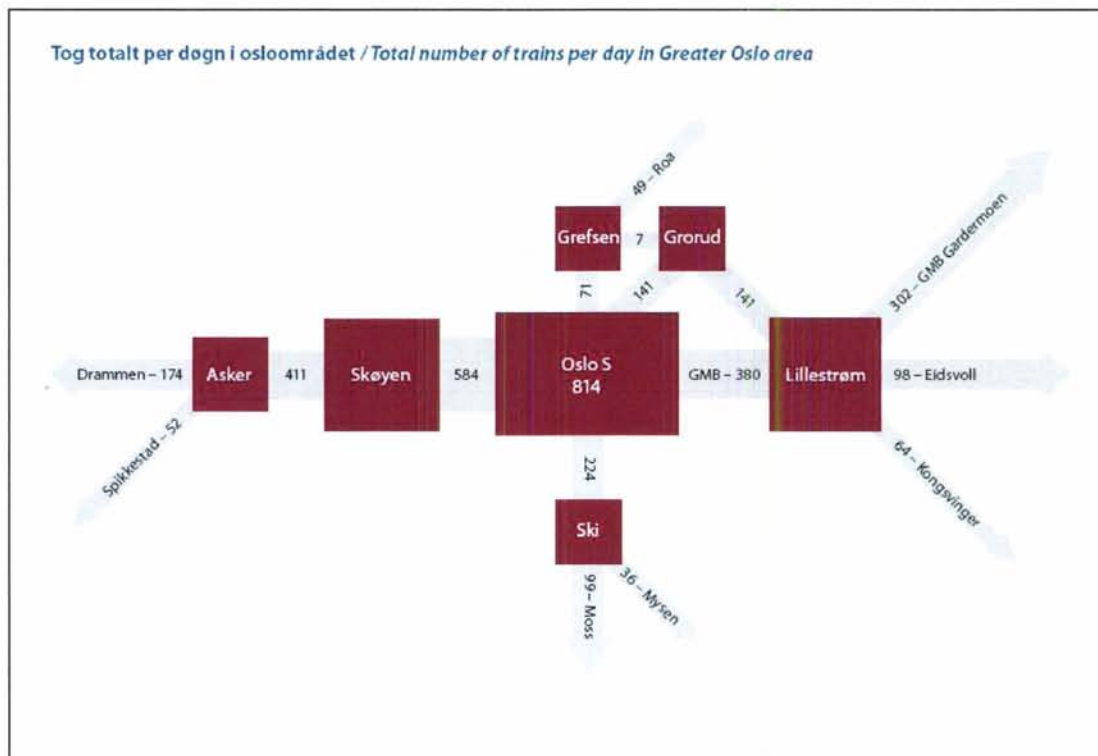 Tog totalt per døgn i osloområdet / Total number of trains per day in Greater Oslo area
49 – Roa
Grefsen
7
Grorud
302 – GMB Gardermoen
71
141
141
Drammen – 174
Asker
411
Skøyen
584
Oslo S
814
GMB – 380
Lillestrøm
98 – Eidsvoll
Spikkestad – 52
224
64 – Kongsvinger
Ski
99 – Moss
36 – Mysen